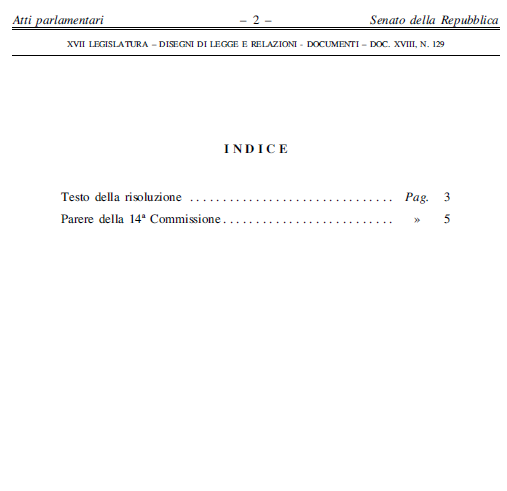 Atti parlamentari – 2 – Senato della Repubblica
XVII LEGISLATURA – DISEGNI DI LEGGE E RELAZIONI - DOCUMENTI – DOC. XVIII, N. 129
INDICE
Testo della risoluzione ............................... Pag. 3
Parere della 14ª Commissione.......................... » 5